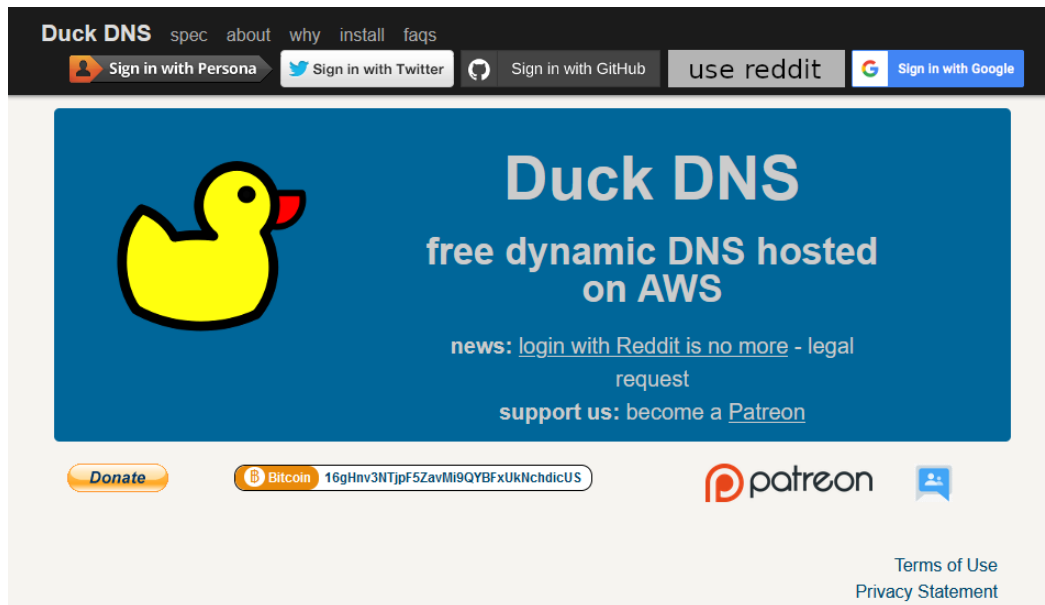 Duck DNS spec about why install faqs
Sign in with Persona Sign in with Twitter Sign in with GitHub use reddit G Sign in with Google
Duck DNS
free dynamic DNS hosted
on AWS
news: login with Reddit is no more - legal
request
support us: become a Patreon
Donate Bitcoin 16gHnv3NTjpF5ZavMi9QYBFxUkNchdicUS patreon
Terms of Use
Privacy Statement